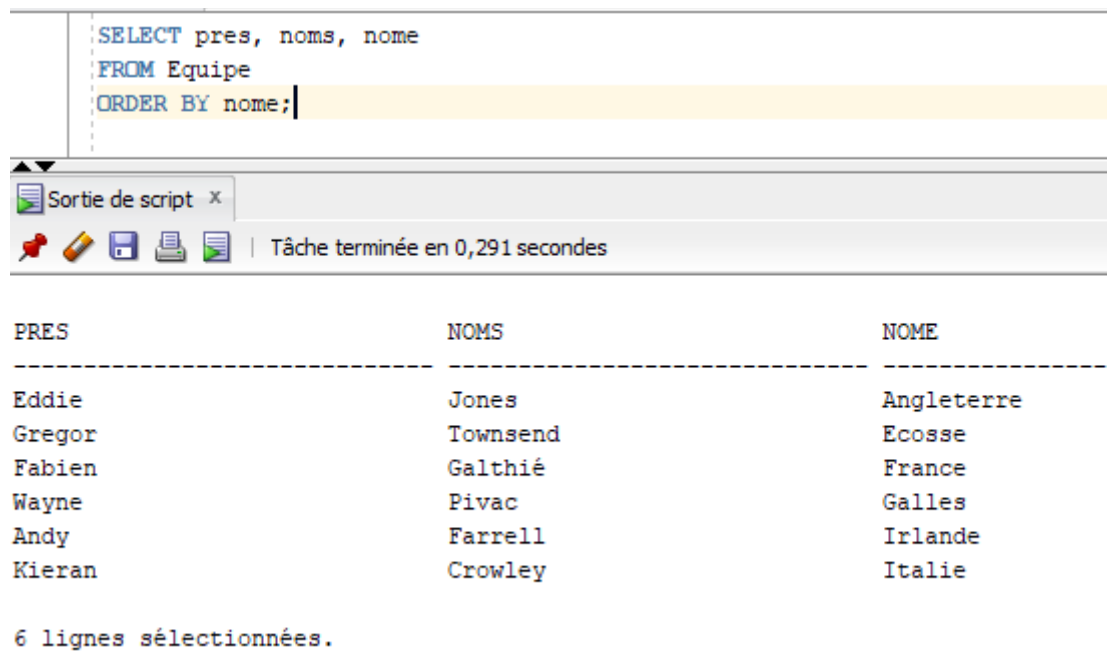 SELECT pres, noms, nome
FROM Equipe
ORDER BY nome;
Sortie de script x
Tâche terminée en 0,291 secondes
PRES NOMS NOME
------------------------------ ------------------------------ ----------------
Eddie Jones Angleterre
Gregor Townsend Ecosse
Fabien Galthié France
Wayne Pivac Galles
Andy Farrell Irlande
Kieran Crowley Italie
6 lignes sélectionnées.